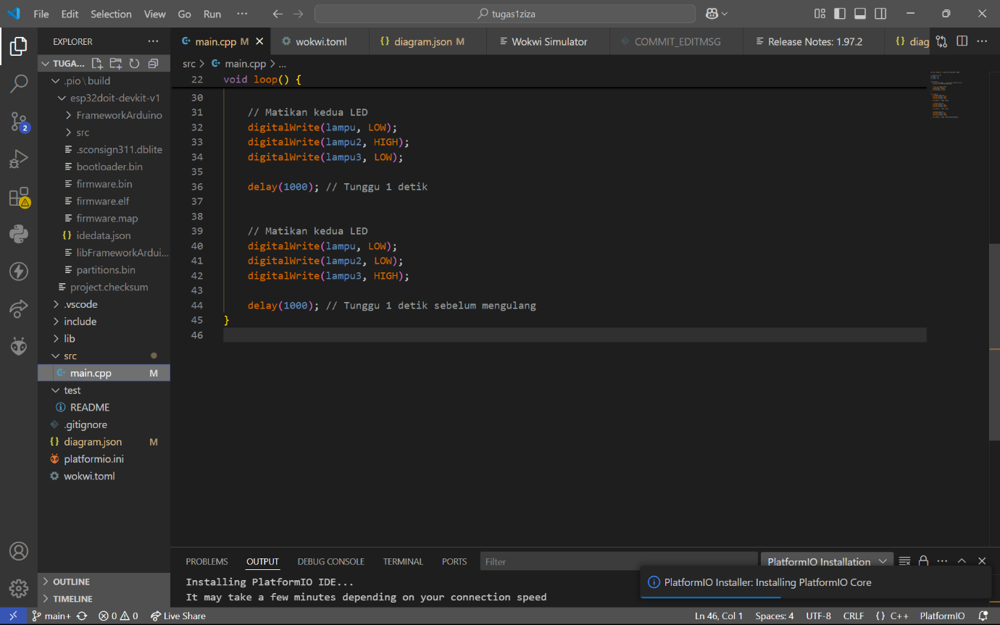 File Edit Selection View Go Run ··· tugas1ziza
EXPLORER ···
TUGA...
.pio\build
esp32doit-devkit-v1
FrameworkArduino
src
.sconsign311.dblite
bootloader.bin
firmware.bin
firmware.elf
firmware.map
idedata.json
libFrameworkArdui...
partitions.bin
project.checksum
.vscode
include
lib
src
main.cpp M
test
README
.gitignore
diagram.json M
platformio.ini
wokwi.toml
OUTLINE
TIMELINE
2
main.cpp M wokwi.toml diagram.json M Wokwi Simulator COMMIT_EDITMSG Release Notes: 1.97.2 diag ···
src > main.cpp > ...
22 void loop() {
30
31 // Matikan kedua LED
32 digitalWrite(lampu, LOW);
33 digitalWrite(lampu2, HIGH);
34 digitalWrite(lampu3, LOW);
35
36 delay(1000); // Tunggu 1 detik
37
38
39 // Matikan kedua LED
40 digitalWrite(lampu, LOW);
41 digitalWrite(lampu2, LOW);
42 digitalWrite(lampu3, HIGH);
43
44 delay(1000); // Tunggu 1 detik sebelum mengulang
45 }
46
PROBLEMS OUTPUT DEBUG CONSOLE TERMINAL PORTS Filter PlatformIO Installation ···
Installing PlatformIO IDE...
It may take a few minutes depending on your connection speed
PlatformIO Installer: Installing PlatformIO Core
main+ 0 0 Live Share Ln 46, Col 1 Spaces: 4 UTF-8 CRLF {} C++ PlatformIO